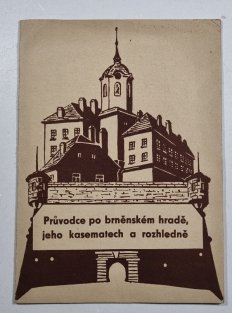 Průvodce po brněnském hradě,
jeho kasematech a rozhledně